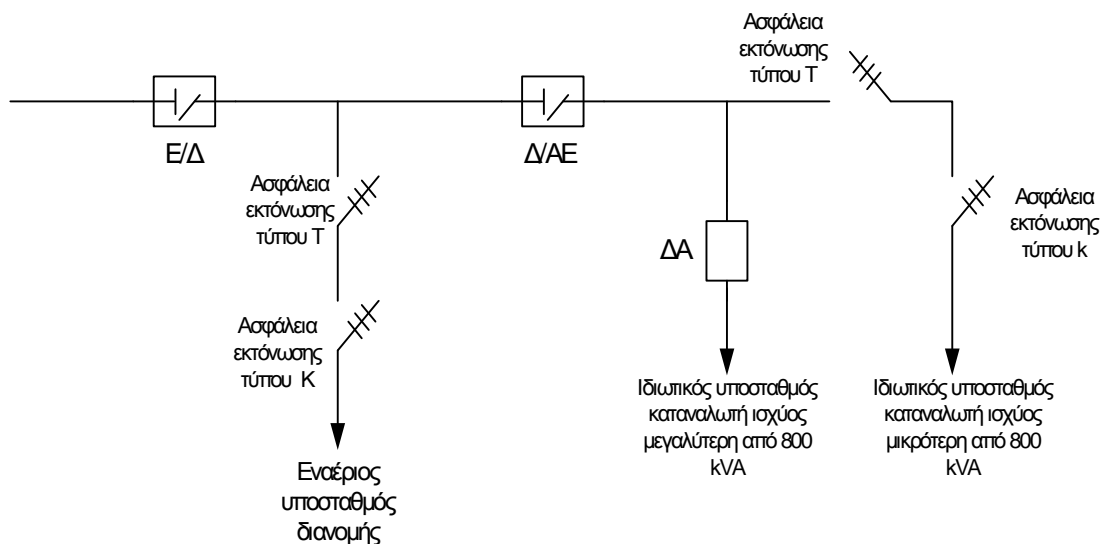 Ασφάλεια
εκτόνωσης
τύπου Τ
Ε/Δ
Δ/ΑΕ
Ασφάλεια
εκτόνωσης
τύπου Τ
Ασφάλεια
εκτόνωσης
τύπου k
ΔΑ
Ασφάλεια
εκτόνωσης
τύπου Κ
Ιδιωτικός υποσταθμός
καταναλωτή ισχύος
μεγαλύτερη από 800
kVA
Ιδιωτικός υποσταθμός
καταναλωτή ισχύος
μικρότερη από 800
kVA
Εναέριος
υποσταθμός
διανομής